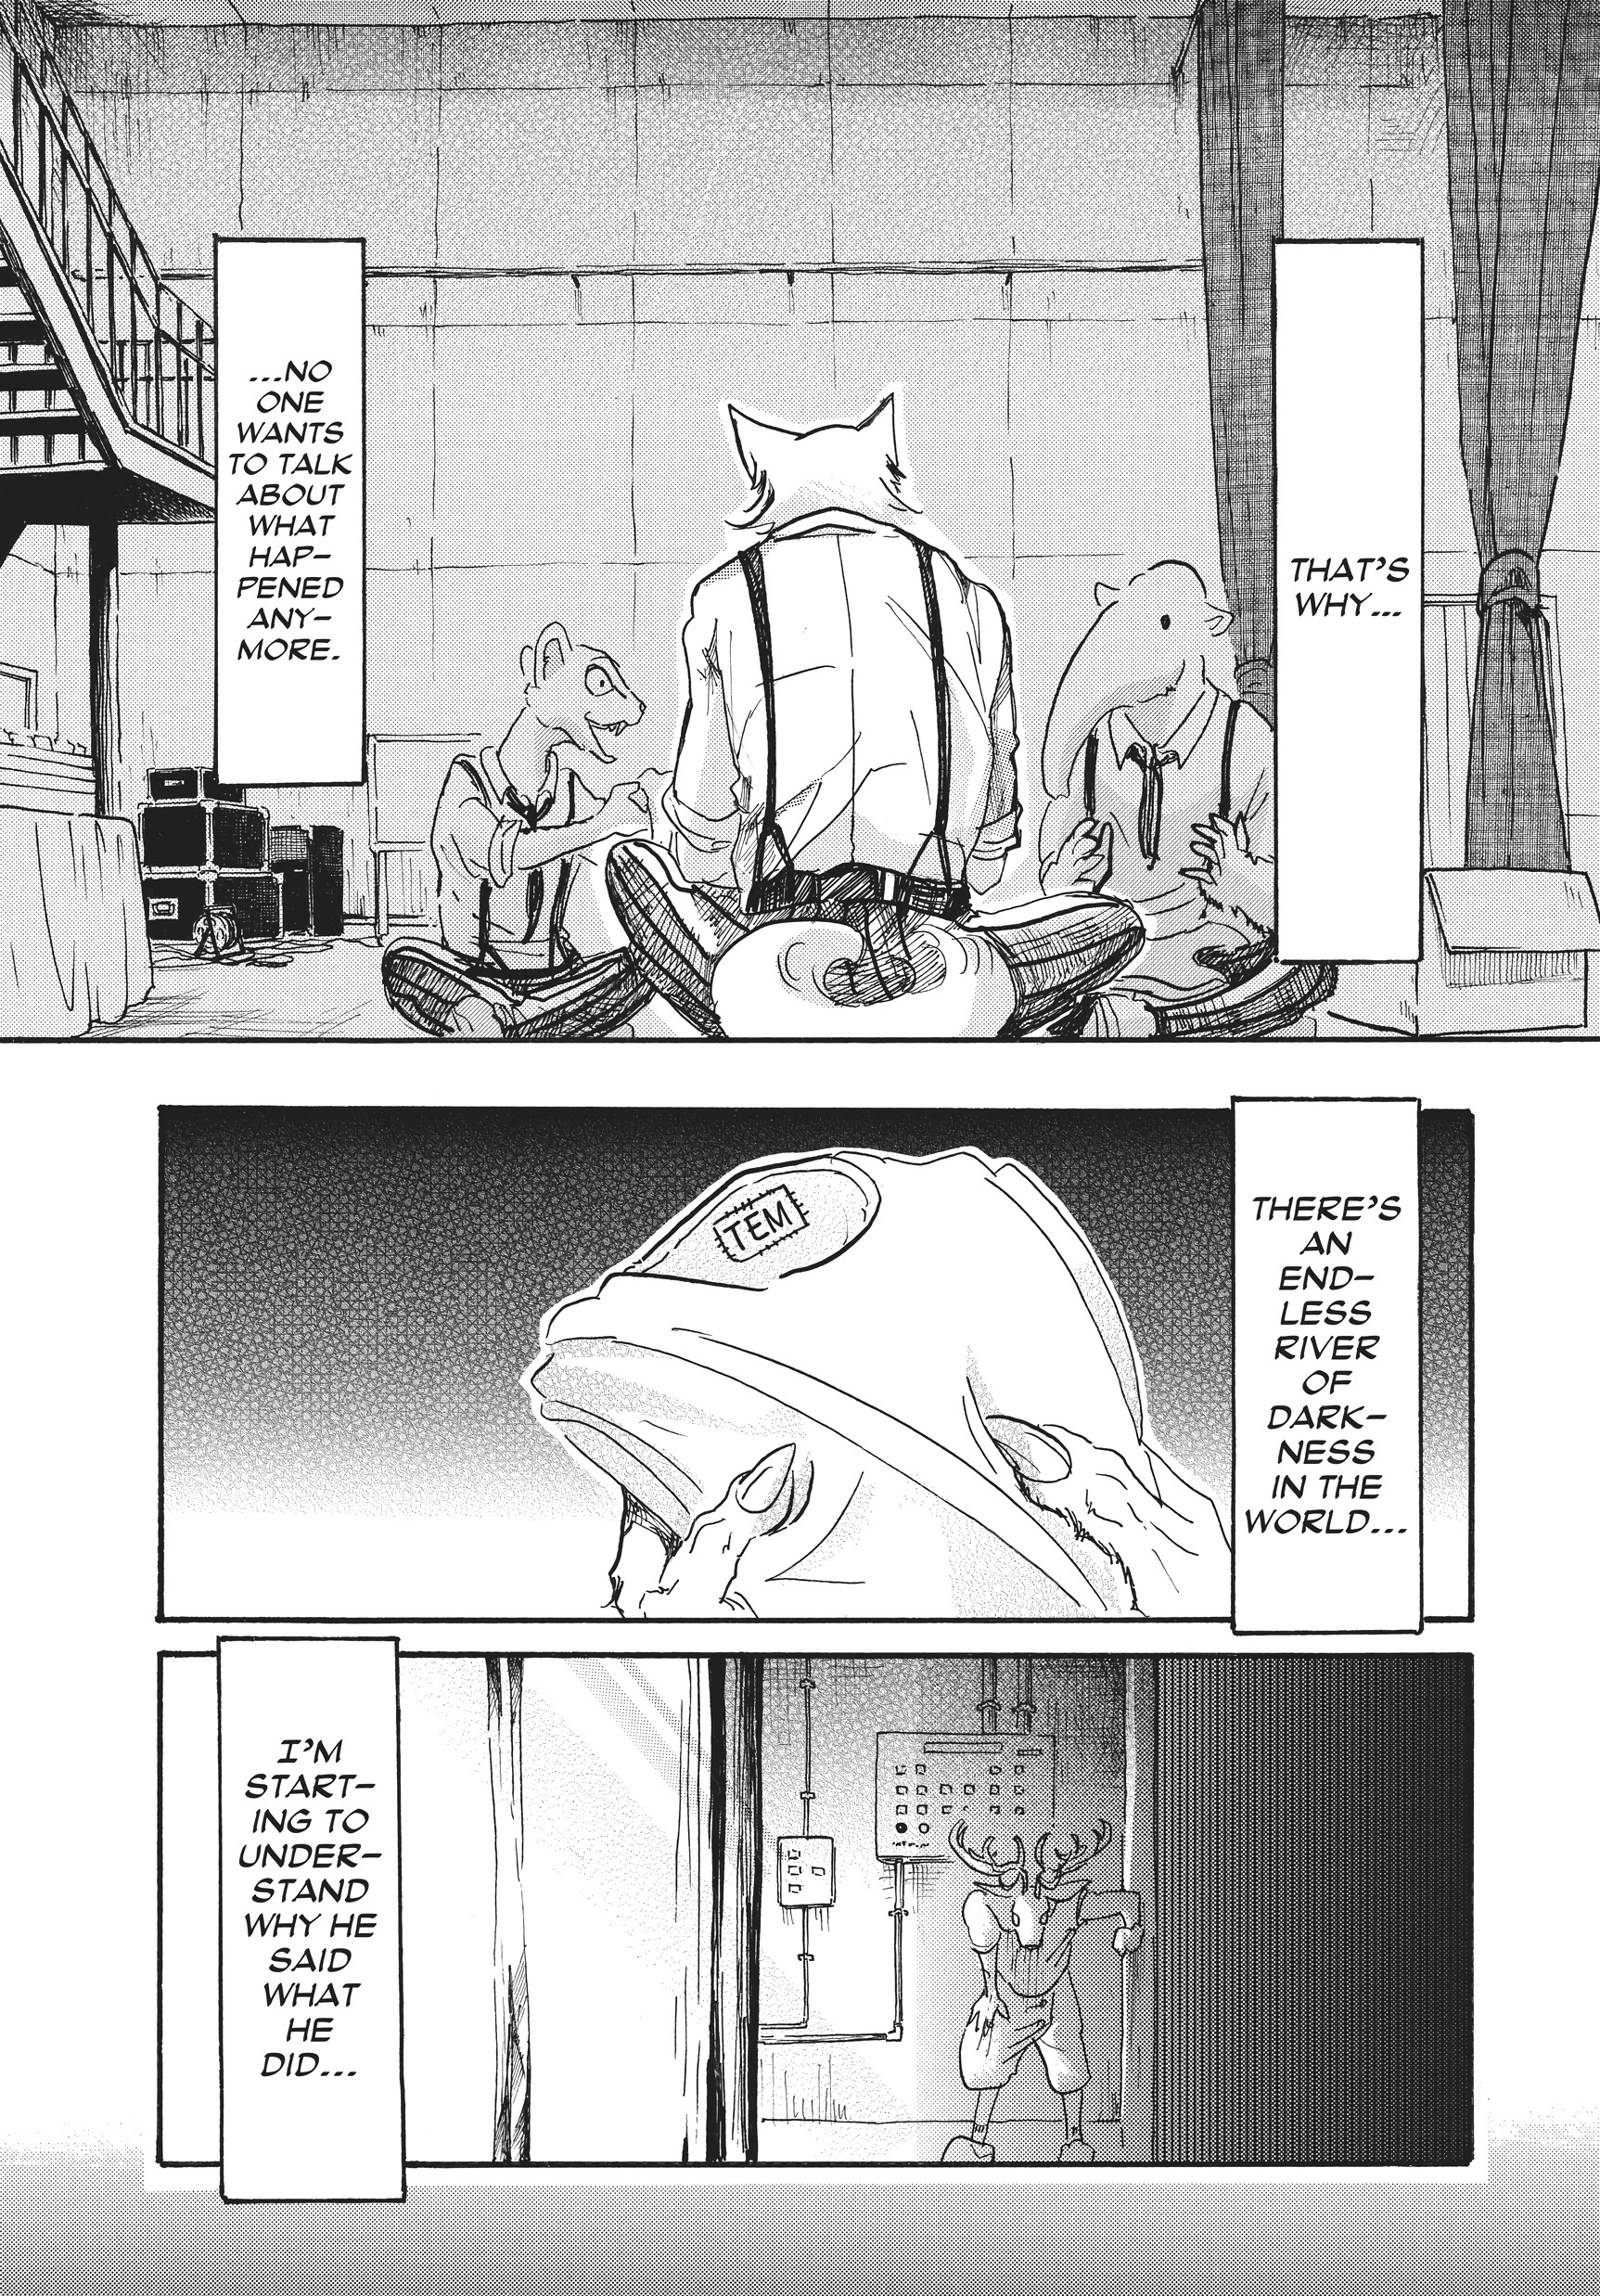 THAT'S
WHY...
...NO
ONE
WANTS
TO TALK
ABOUT
WHAT
HAP-
PENED
ANY-
MORE.
TEM
THERE'S
AN
END-
LESS
RIVER
OF
DARK-
NESS
IN THE
WORLD...
I'M
START-
ING TO
UNDER-
STAND
WHY HE
SAID
WHAT
HE
DID...